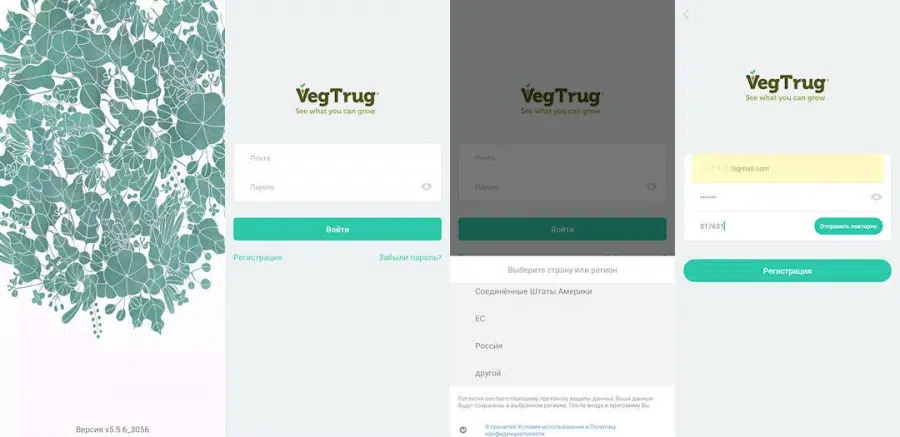 Версия v5.5.6_3056
VegTrug
See what you can grow
Почта
Пароль
Войти
Регистрация
Забыли пароль?
VegTrug
See what you can grow
Почта
Пароль
Войти
Выберите страну или регион
Соединённые Штаты Америки
ЕС
Россия
другой
Согласно соответствующему протоколу защиты данных, Ваши данные
будут сохранены в выбранном регионе. После входа в программу Вы
Я прочитал Условия использования и Политику
конфиденциальности
VegTrug
See what you can grow
@gmail.com
•••••••
017631
Отправить повторно
Регистрация